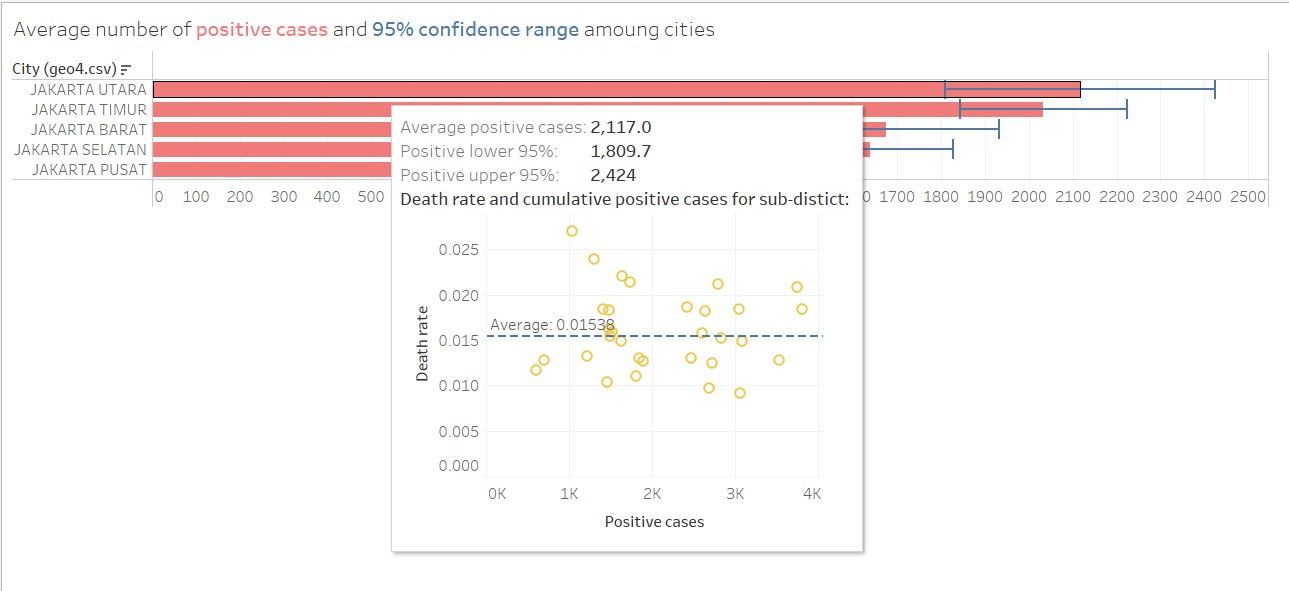 Average number of positive cases and 95% confidence range amoung cities
City (geo4.csv)
JAKARTA UTARA
JAKARTA TIMUR
JAKARTA BARAT
JAKARTA SELATAN
JAKARTA PUSAT
0 100 200 300 400 500 0 1700 1800 1900 2000 2100 2200 2300 2400 2500
Average positive cases: 2,117.0
Positive lower 95%: 1,809.7
Positive upper 95%: 2,424
Death rate and cumulative positive cases for sub-distict:
0.025
0.020
Average: 0.01538
0.015
Death rate
0.010
0.005
0.000
0K 1K 2K 3K 4K
Positive cases